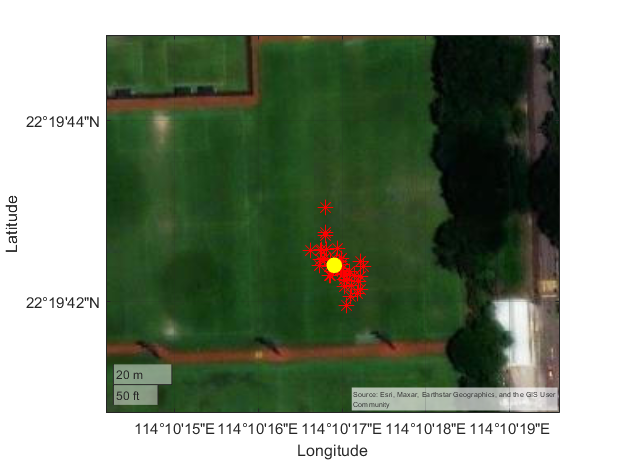 22°19'44"N
Latitude
22°19'42"N
20 m
50 ft
Source: Esri, Maxar, Earthstar Geographics, and the GIS User
Community
114°10'15"E 114°10'16"E 114°10'17"E 114°10'18"E 114°10'19"E
Longitude